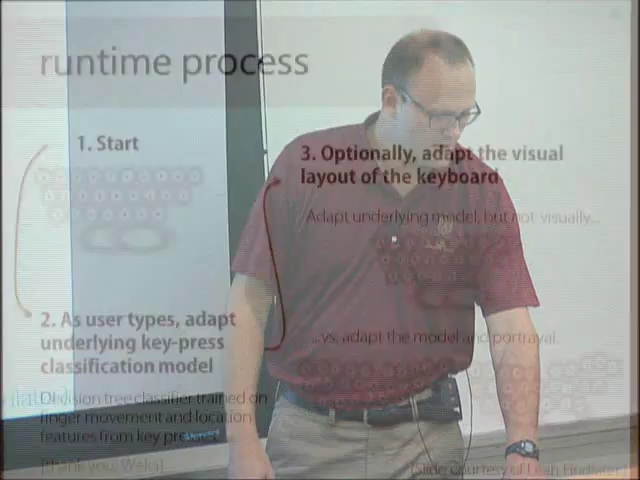 runtime process
1. Start
2. As user types, adapt
underlying key-press
classification model
Division tree classifier trained on
finger movement and location
features from key presses.
[Thank you, Weka]
3. Optionally, adapt the visual
layout of the keyboard
Adapt underlying model, but not visually...
...vs. adapt the model and portrayal.
[Slide courtesy of Leah Findlater]